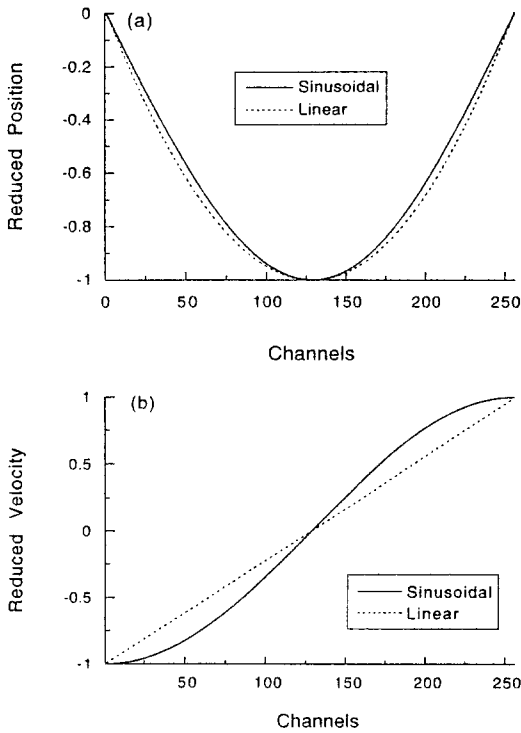 (a)
Reduced Position
0
-0.2
-0.4
-0.6
-0.8
-1
Sinusoidal
Linear
0 50 100 150 200 250
Channels
(b)
Reduced Velocity
1
0.5
0
-0.5
-1
Sinusoidal
Linear
50 100 150 200 250
Channels